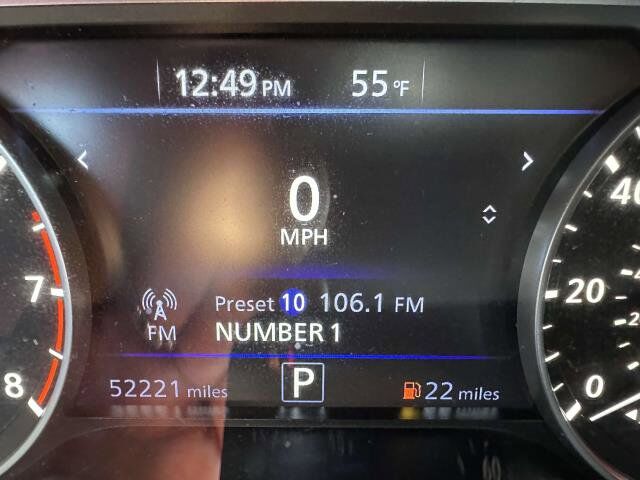 12:49 PM 55 °F
0
MPH
Preset 10 106.1 FM
FM NUMBER 1
52221 miles P 22 miles
7
8
40
20
0